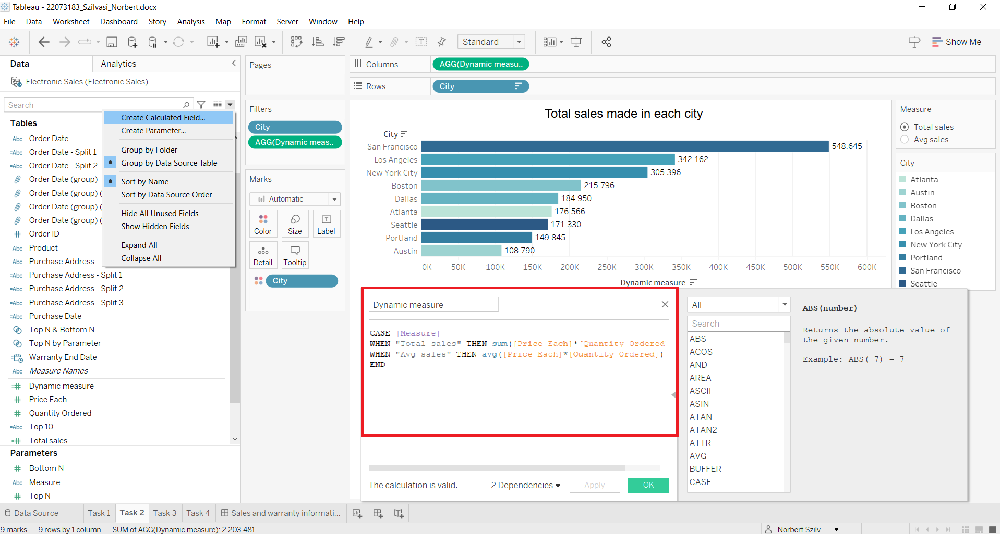 Tableau - 22073183_Szilvasi_Norbert.docx
File Data Worksheet Dashboard Story Analysis Map Format Server Window Help
Standard
Show Me
Data
Analytics
Electronic Sales (Electronic Sales)
Search
Create Calculated Field...
Create Parameter...
Group by Folder
Group by Data Source Table
Sort by Name
Sort by Data Source Order
Hide All Unused Fields
Show Hidden Fields
Expand All
Collapse All
Tables
Abc Order Date
=Abc Order Date - Split 1
=Abc Order Date - Split 2
Order Date (group)
Order Date (group) (
Order Date (group) (
Order Date (group) (
# Order ID
Abc Product
Abc Purchase Address
=Abc Purchase Address - Split 1
=Abc Purchase Address - Split 2
=Abc Purchase Address - Split 3
=Abc Purchase Date
Top N & Bottom N
Top N by Parameter
Warranty End Date
Abc Measure Names
=# Dynamic measure
# Price Each
# Quantity Ordered
=Abc Top 10
=# Total sales
Parameters
# Bottom N
Abc Measure
# Top N
Pages
Filters
City
AGG(Dynamic meas..
Marks
Automatic
Color
Size
Label
Detail
Tooltip
City
Columns
AGG(Dynamic measu..
Rows
City
Total sales made in each city
City
San Francisco 548.645
Los Angeles 342.162
New York City 305.396
Boston 215.796
Dallas 184.950
Atlanta 176.566
Seattle 171.330
Portland 149.845
Austin 108.790
0K 50K 100K 150K 200K 250K 300K 350K 400K 450K 500K 550K 600K
Dynamic measure
Measure
Total sales
Avg sales
City
Atlanta
Austin
Boston
Dallas
Los Angeles
New York City
Portland
San Francisco
Seattle
Dynamic measure
CASE [Measure]
WHEN "Total sales" THEN sum([Price Each]*[Quantity Ordered
WHEN "Avg sales" THEN avg([Price Each]*[Quantity Ordered])
END
The calculation is valid.
2 Dependencies
Apply
OK
All
Search
ABS
ACOS
AND
AREA
ASCII
ASIN
ATAN
ATAN2
ATTR
AVG
BUFFER
CASE
ABS(number)
Returns the absolute value of
the given number.
Example: ABS(-7) = 7
Data Source
Task 1
Task 2
Task 3
Task 4
Sales and warranty informati...
9 marks
9 rows by 1 column
SUM of AGG(Dynamic measure): 2.203.481
Norbert Szilv...